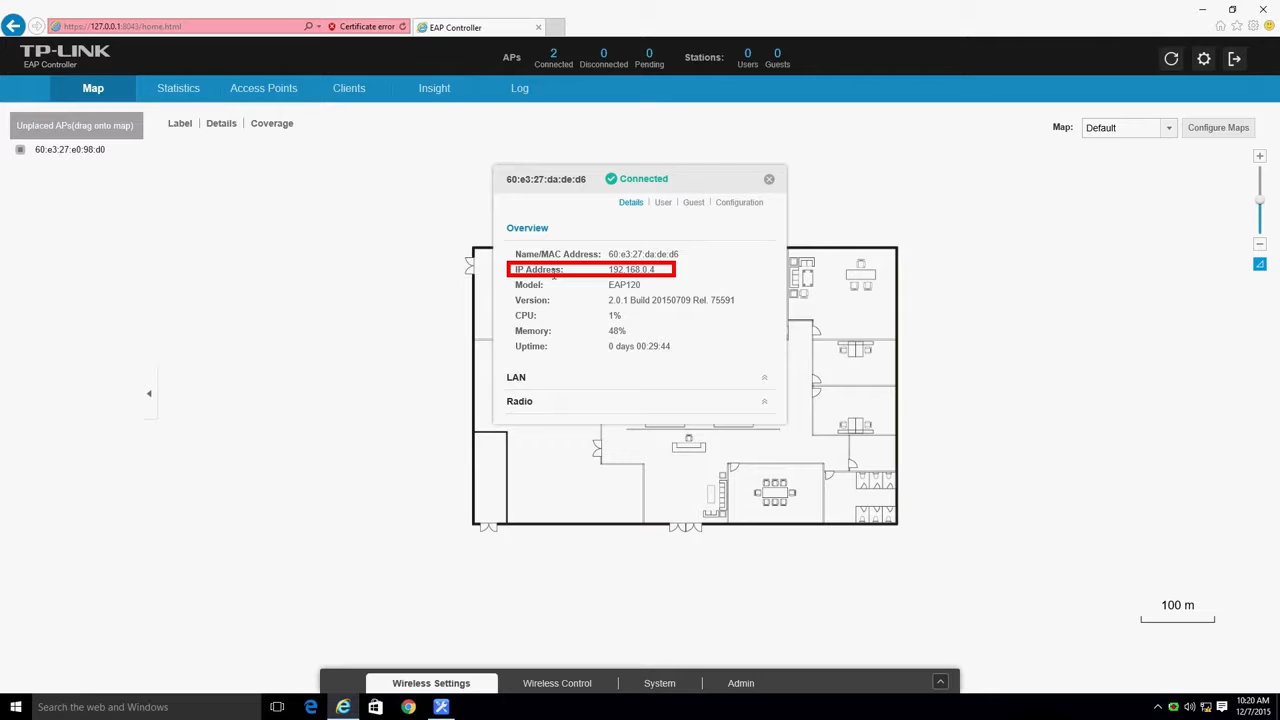 https://127.0.0.1:8043/home.html
Certificate error
EAP Controller
TP-LINK
EAP Controller
APs
2
Connected
0
Disconnected
0
Pending
Stations:
0
Users
0
Guests
Map
Statistics
Access Points
Clients
Insight
Log
Unplaced APs(drag onto map)
Label
Details
Coverage
Map:
Default
Configure Maps
60:e3:27:e0:98:d0
60:e3:27:da:de:d6
Connected
Details
User
Guest
Configuration
Overview
Name/MAC Address: 60:e3:27:da:de:d6
IP Address: 192.168.0.4
Model: EAP120
Version: 2.0.1 Build 20150709 Rel. 75591
CPU: 1%
Memory: 48%
Uptime: 0 days 00:29:44
LAN
Radio
100 m
Wireless Settings
Wireless Control
System
Admin
Search the web and Windows
10:20 AM
12/7/2015